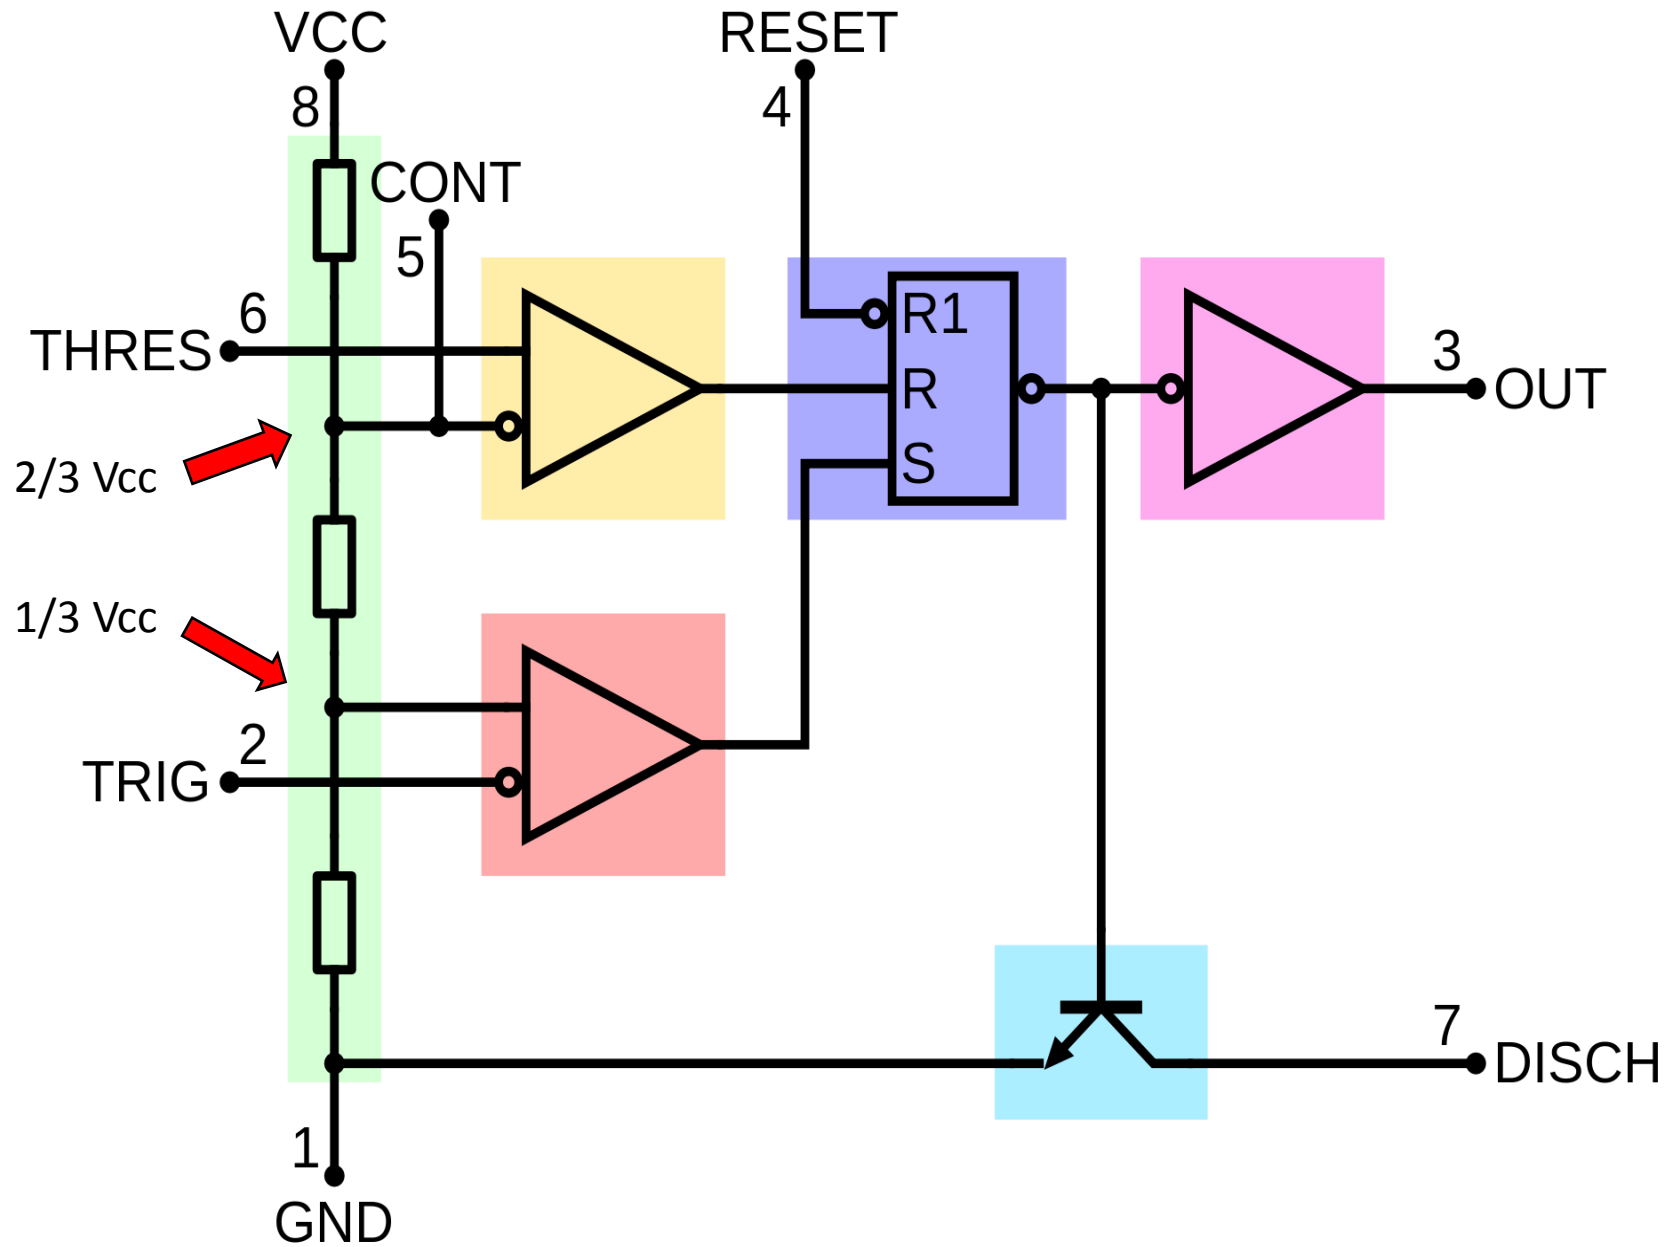 VCC
RESET
8
4
CONT
5
6
THRES
R1
R
S
3
OUT
2/3 Vcc
1/3 Vcc
2
TRIG
7
DISCH
1
GND